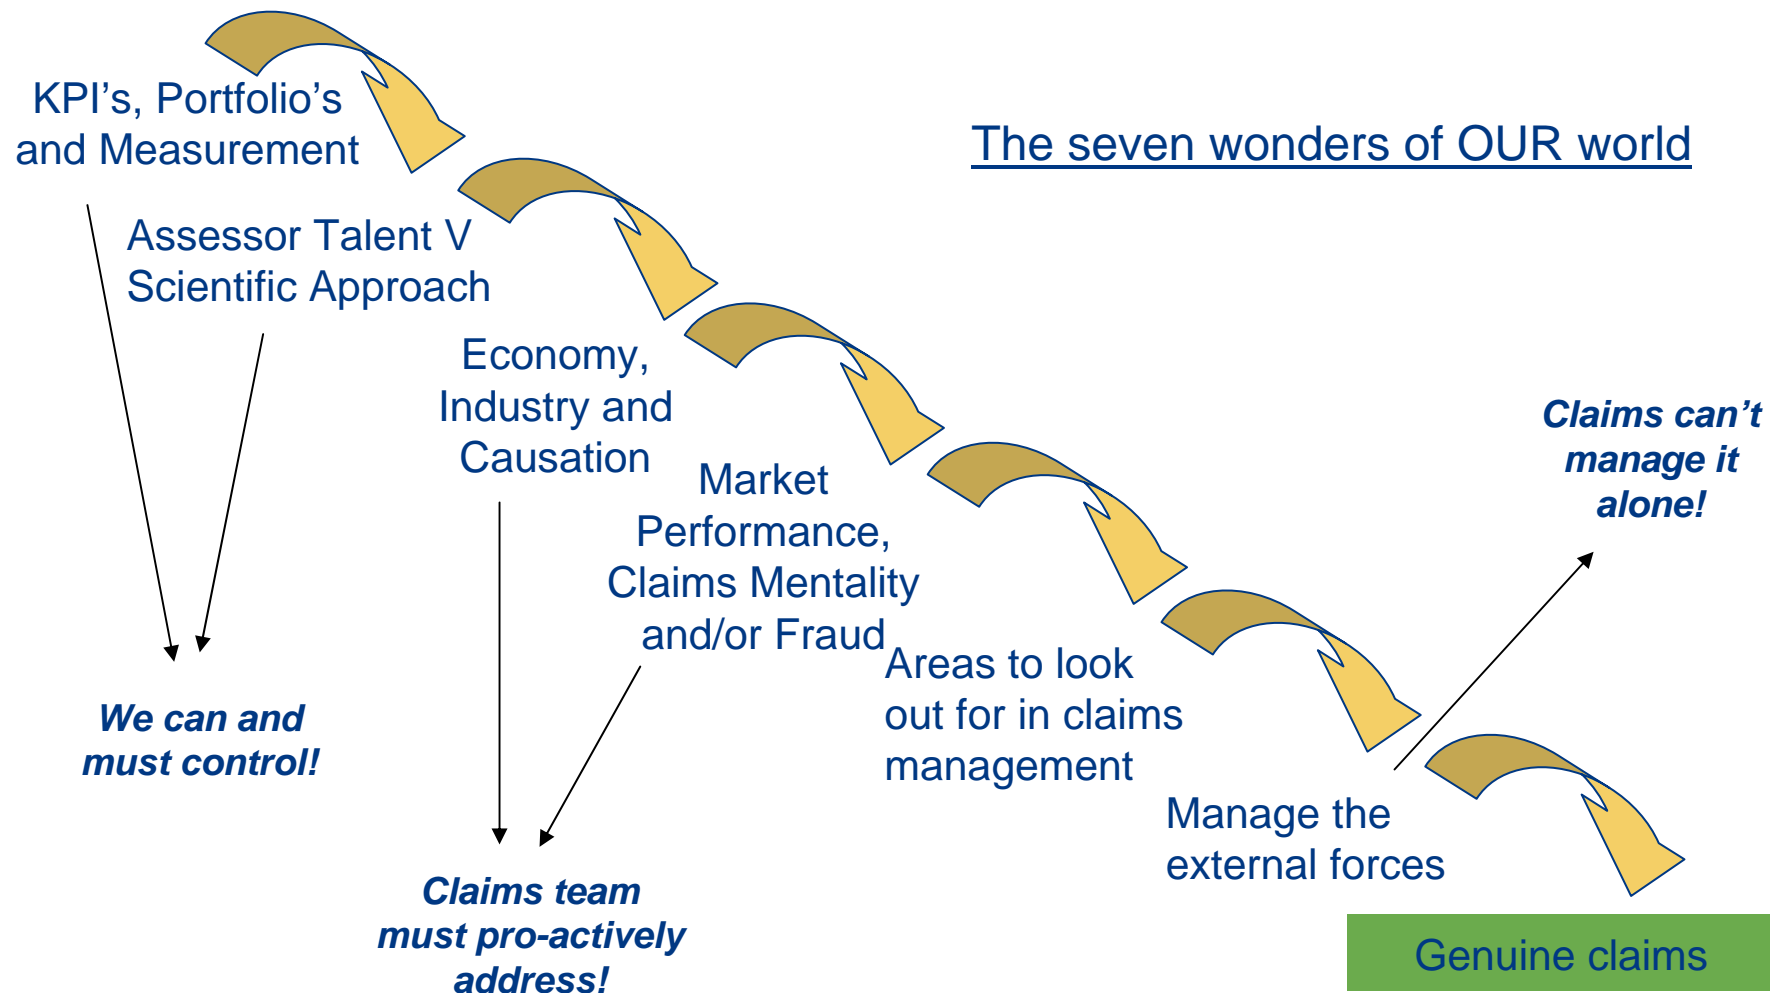 KPI's, Portfolio's
and Measurement
The seven wonders of OUR world
Assessor Talent V
Scientific Approach
Economy,
Industry and
Causation
Market
Performance,
Claims Mentality
and/or Fraud
Claims can't
manage it
alone!
Areas to look
out for in claims
management
We can and
must control!
Manage the
external forces
Claims team
must pro-actively
address!
Genuine claims